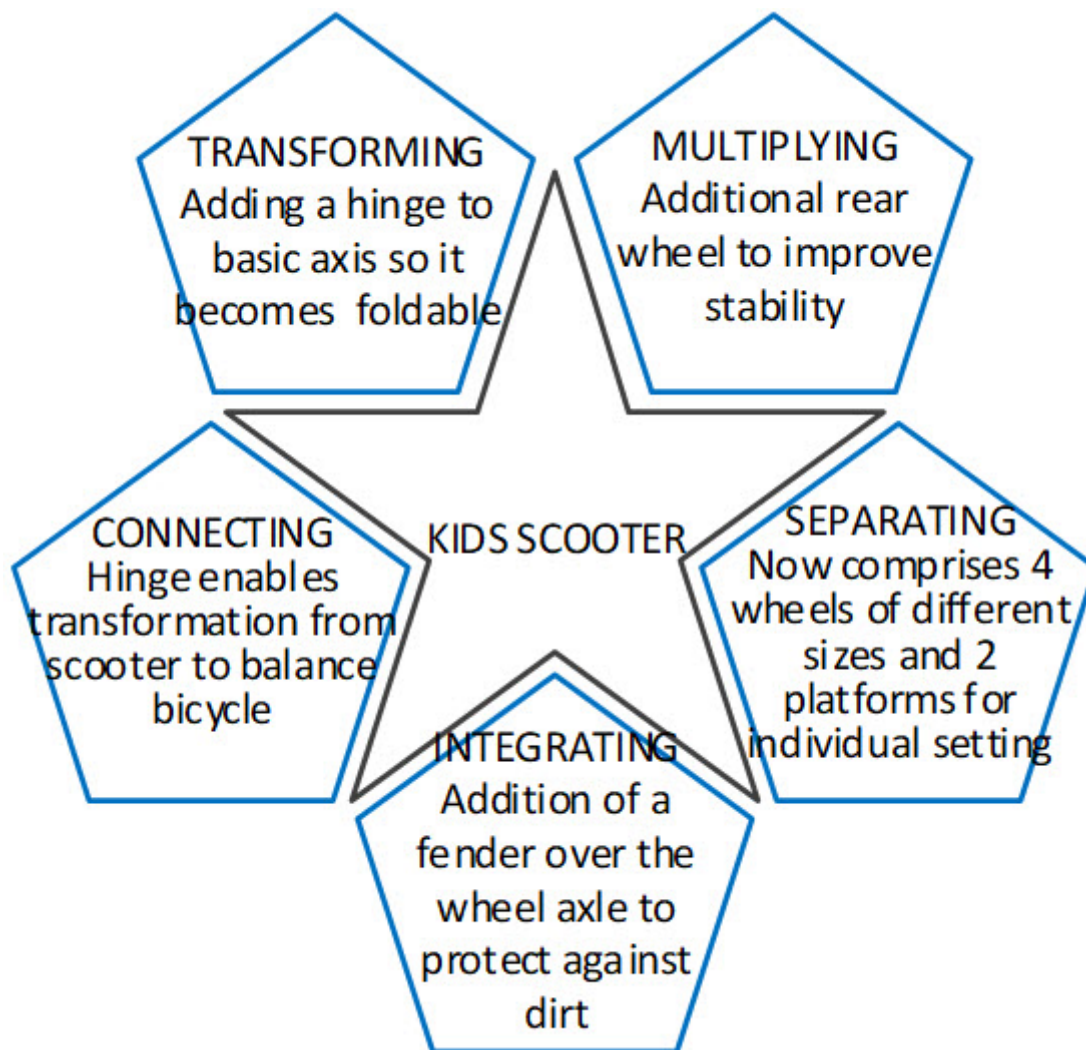 TRANSFORMING
Adding a hinge to
basic axis so it
becomes foldable
MULTIPLYING
Additional rear
wheel to improve
stability
CONNECTING
Hinge enables
transformation from
scooter to balance
bicycle
KIDS SCOOTER
SEPARATING
Now comprises 4
wheels of different
sizes and 2
platforms for
individual setting
INTEGRATING
Addition of a
fender over the
wheel axle to
protect against
dirt